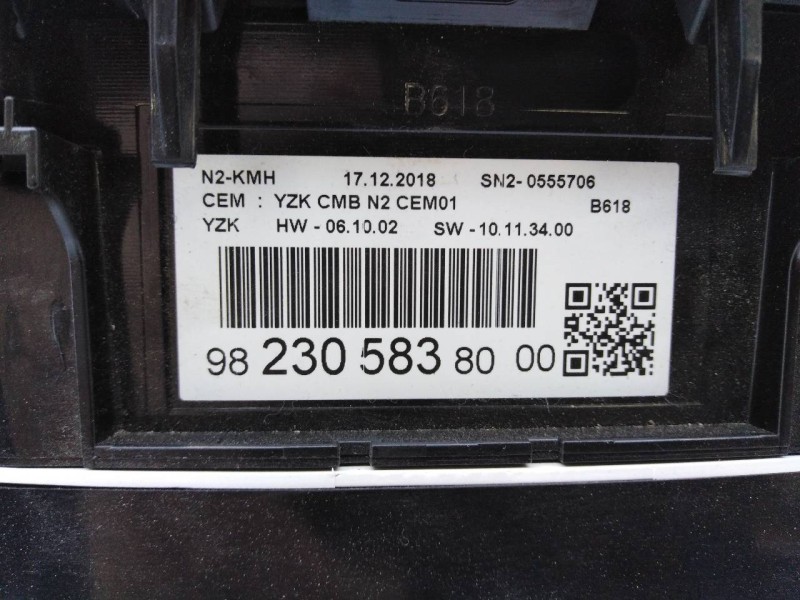 B618
N2-KMH 17.12.2018 SN2- 0555706
CEM : YZK CMB N2 CEM01 B618
YZK HW - 06.10.02 SW - 10.11.34.00
98 230 583 80 00